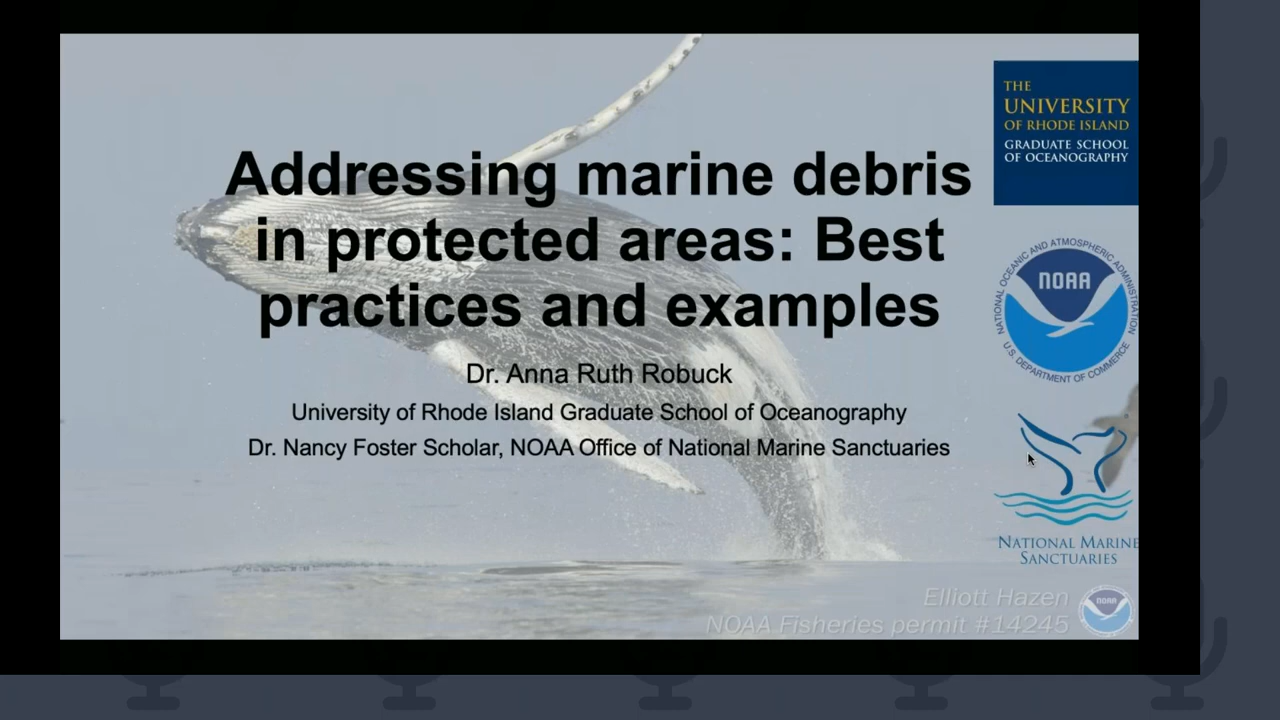 Addressing marine debris
in protected areas: Best
practices and examples
Dr. Anna Ruth Robuck
University of Rhode Island Graduate School of Oceanography
Dr. Nancy Foster Scholar, NOAA Office of National Marine Sanctuaries
THE
UNIVERSITY
OF RHODE ISLAND
GRADUATE SCHOOL
OF OCEANOGRAPHY
NATIONAL OCEANIC AND ATMOSPHERIC ADMINISTRATION
NOAA
U.S. DEPARTMENT OF COMMERCE
NATIONAL MARINE
SANCTUARIES
Elliott Hazen
NOAA Fisheries permit #14245
NOAA